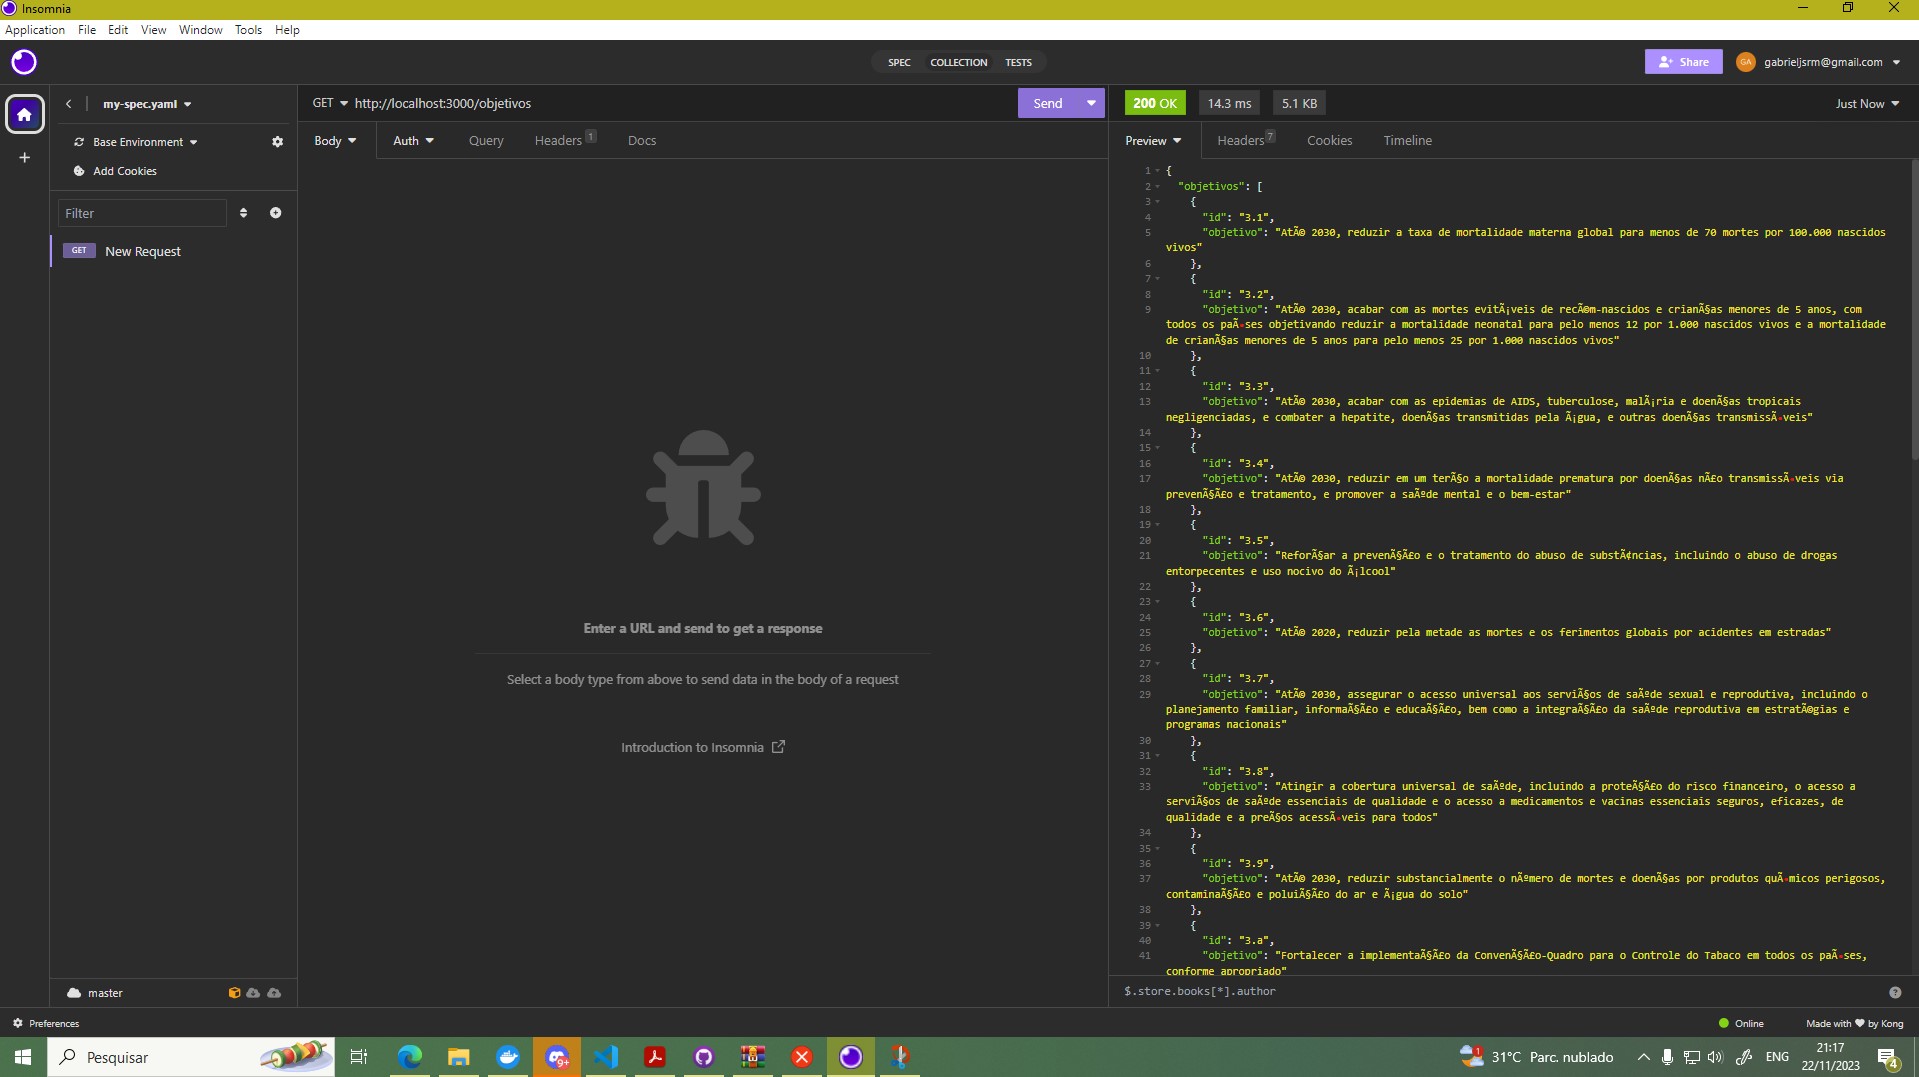 Insomnia
Application File Edit View Window Tools Help
SPEC COLLECTION TESTS
Share
GA gabrieljsrm@gmail.com
my-spec.yaml
Base Environment
Add Cookies
Filter
GET New Request
master
GET http://localhost:3000/objetivos
Send
Body Auth Query Headers 1 Docs
Enter a URL and send to get a response
Select a body type from above to send data in the body of a request
Introduction to Insomnia
200 OK 14.3 ms 5.1 KB Just Now
Preview Headers 7 Cookies Timeline
1 {
2 "objetivos": [
3 {
4 "id": "3.1",
5 "objetivo": "AtÃ© 2030, reduzir a taxa de mortalidade materna global para menos de 70 mortes por 100.000 nascidos
vivos"
6 },
7 {
8 "id": "3.2",
9 "objetivo": "AtÃ© 2030, acabar com as mortes evitÃ¡veis de recÃ©m-nascidos e crianÃ§as menores de 5 anos, com
todos os paÃ•ses objetivando reduzir a mortalidade neonatal para pelo menos 12 por 1.000 nascidos vivos e a mortalidade
de crianÃ§as menores de 5 anos para pelo menos 25 por 1.000 nascidos vivos"
10 },
11 {
12 "id": "3.3",
13 "objetivo": "AtÃ© 2030, acabar com as epidemias de AIDS, tuberculose, malÃ¡ria e doenÃ§as tropicais
negligenciadas, e combater a hepatite, doenÃ§as transmitidas pela Ã¡gua, e outras doenÃ§as transmissÃ•veis"
14 },
15 {
16 "id": "3.4",
17 "objetivo": "AtÃ© 2030, reduzir em um terÃ§o a mortalidade prematura por doenÃ§as nÃ£o transmissÃ•veis via
prevenÃ§Ã£o e tratamento, e promover a saÃºde mental e o bem-estar"
18 },
19 {
20 "id": "3.5",
21 "objetivo": "ReforÃ§ar a prevenÃ§Ã£o e o tratamento do abuso de substÃ¢ncias, incluindo o abuso de drogas
entorpecentes e uso nocivo do Ã¡lcool"
22 },
23 {
24 "id": "3.6",
25 "objetivo": "AtÃ© 2020, reduzir pela metade as mortes e os ferimentos globais por acidentes em estradas"
26 },
27 {
28 "id": "3.7",
29 "objetivo": "AtÃ© 2030, assegurar o acesso universal aos serviÃ§os de saÃºde sexual e reprodutiva, incluindo o
planejamento familiar, informaÃ§Ã£o e educaÃ§Ã£o, bem como a integraÃ§Ã£o da saÃºde reprodutiva em estratÃ©gias e
programas nacionais"
30 },
31 {
32 "id": "3.8",
33 "objetivo": "Atingir a cobertura universal de saÃºde, incluindo a proteÃ§Ã£o do risco financeiro, o acesso a
serviÃ§os de saÃºde essenciais de qualidade e o acesso a medicamentos e vacinas essenciais seguros, eficazes, de
qualidade e a preÃ§os acessÃ•veis para todos"
34 },
35 {
36 "id": "3.9",
37 "objetivo": "AtÃ© 2030, reduzir substancialmente o nÃºmero de mortes e doenÃ§as por produtos quÃ•micos perigosos,
contaminaÃ§Ã£o e poluiÃ§Ã£o do ar e Ã¡gua do solo"
38 },
39 {
40 "id": "3.a",
41 "objetivo": "Fortalecer a implementaÃ§Ã£o da ConvenÃ§Ã£o-Quadro para o Controle do Tabaco em todos os paÃ•ses,
conforme apropriado"
$.store.books[*].author
Preferences
Online
Made with ♥ by Kong
Pesquisar
9+
1
31°C Parc. nublado
ENG
21:17
22/11/2023
4